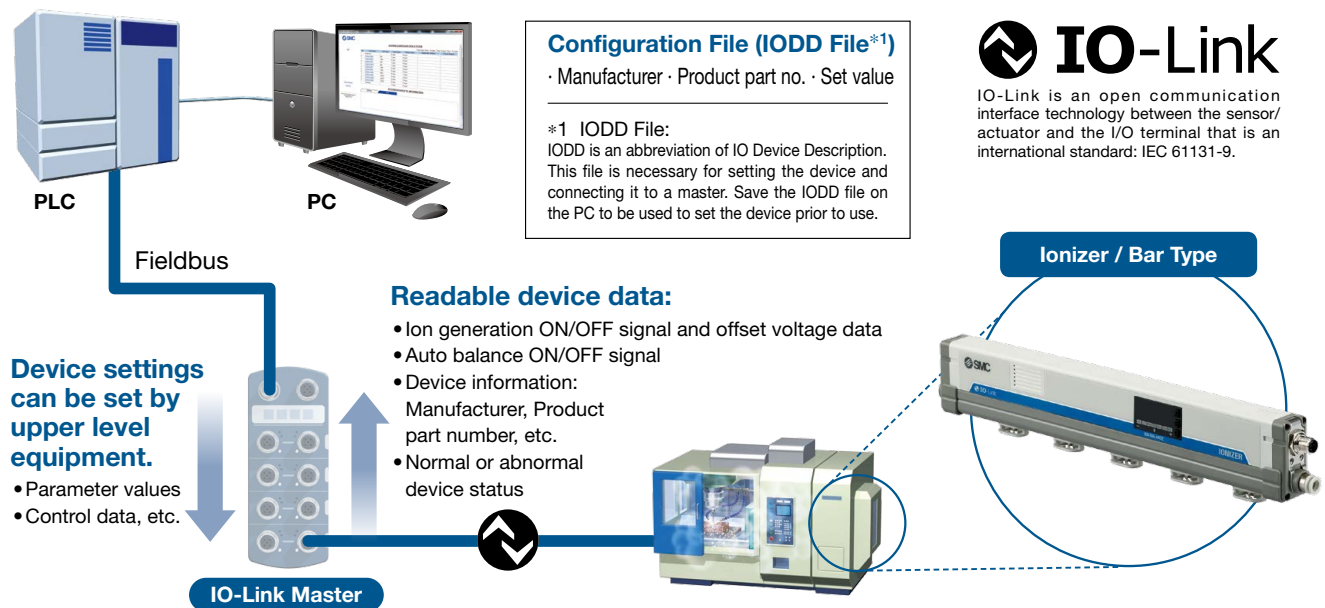 PLC
PC
SMC
Configuration File (IODD File*1)
· Manufacturer · Product part no. · Set value
*1 IODD File:
IODD is an abbreviation of IO Device Description.
This file is necessary for setting the device and
connecting it to a master. Save the IODD file on
the PC to be used to set the device prior to use.
IO-Link
IO-Link is an open communication
interface technology between the sensor/
actuator and the I/O terminal that is an
international standard: IEC 61131-9.
Fieldbus
Device settings
can be set by
upper level
equipment.
• Parameter values
• Control data, etc.
IO-Link Master
Readable device data:
• Ion generation ON/OFF signal and offset voltage data
• Auto balance ON/OFF signal
• Device information:
Manufacturer, Product
part number, etc.
• Normal or abnormal
device status
Ionizer / Bar Type
SMC
IO-Link
IONIZER